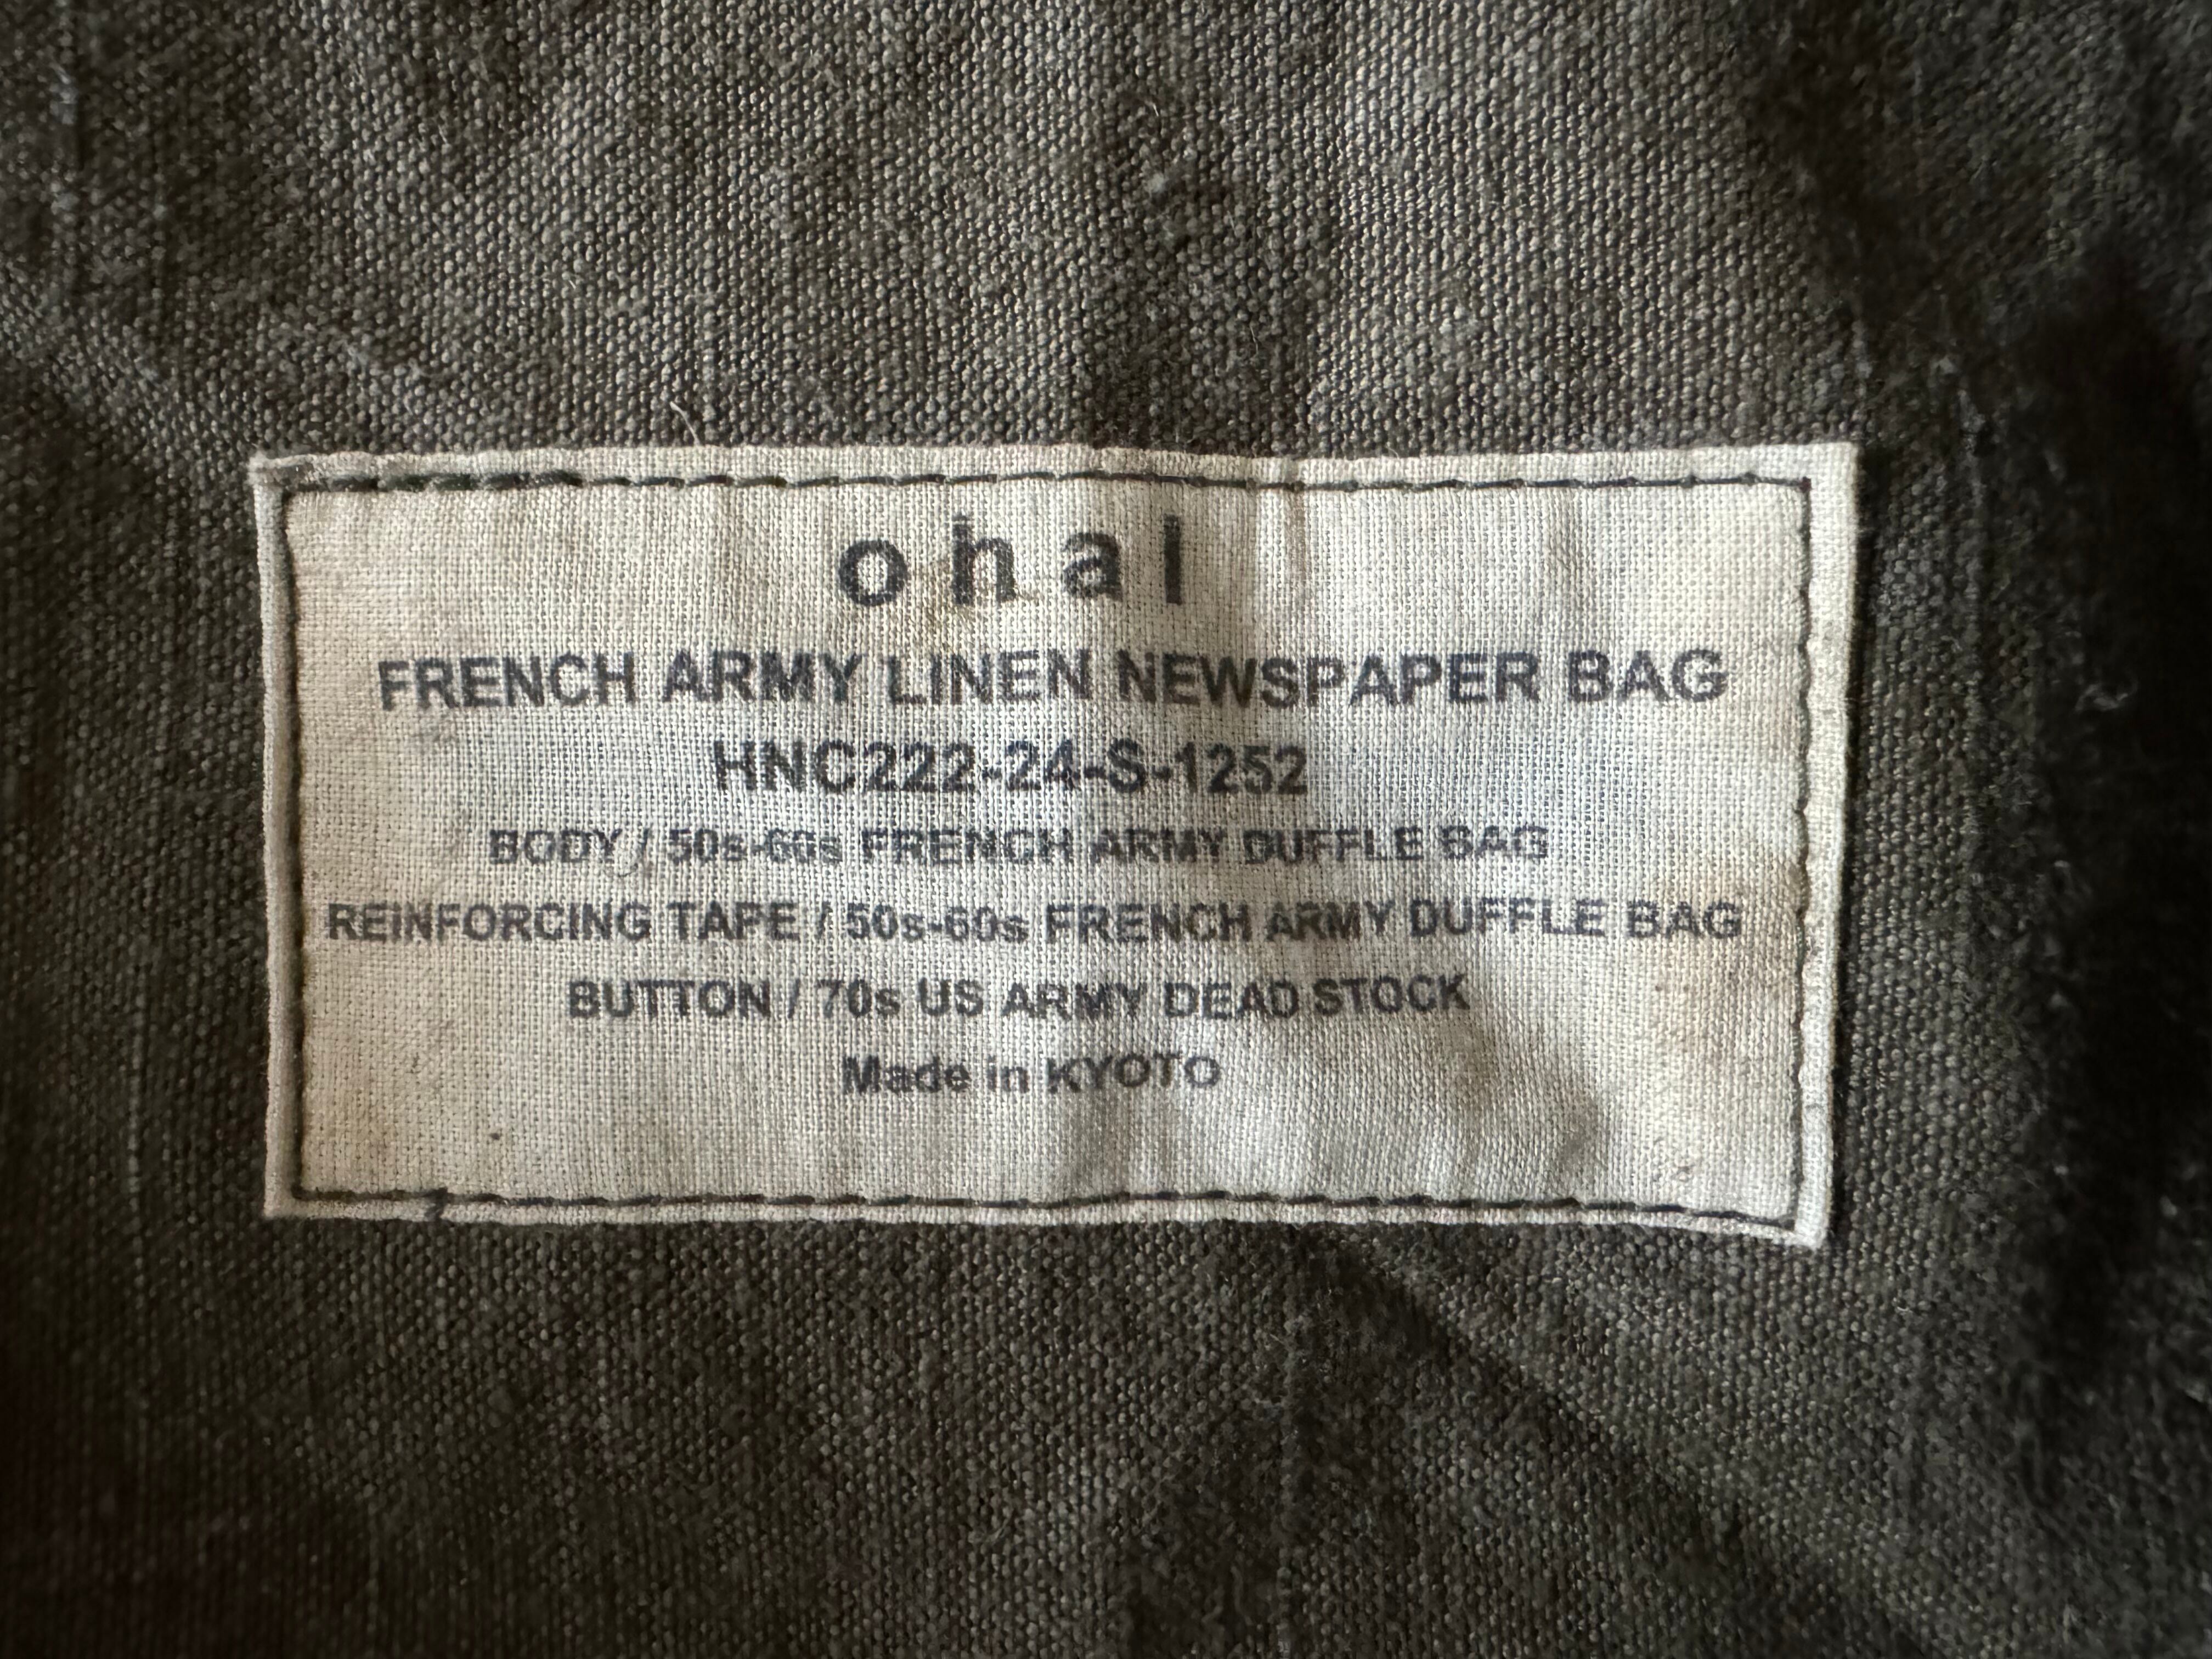 ohal
FRENCH ARMY LINEN NEWSPAPER BAG
HNC222-24-S-1252
BODY / 50s-60s FRENCH ARMY DUFFLE BAG
REINFORCING TAPE / 50s-60s FRENCH ARMY DUFFLE BAG
BUTTON / 70s US ARMY DEAD STOCK
Made in KYOTO